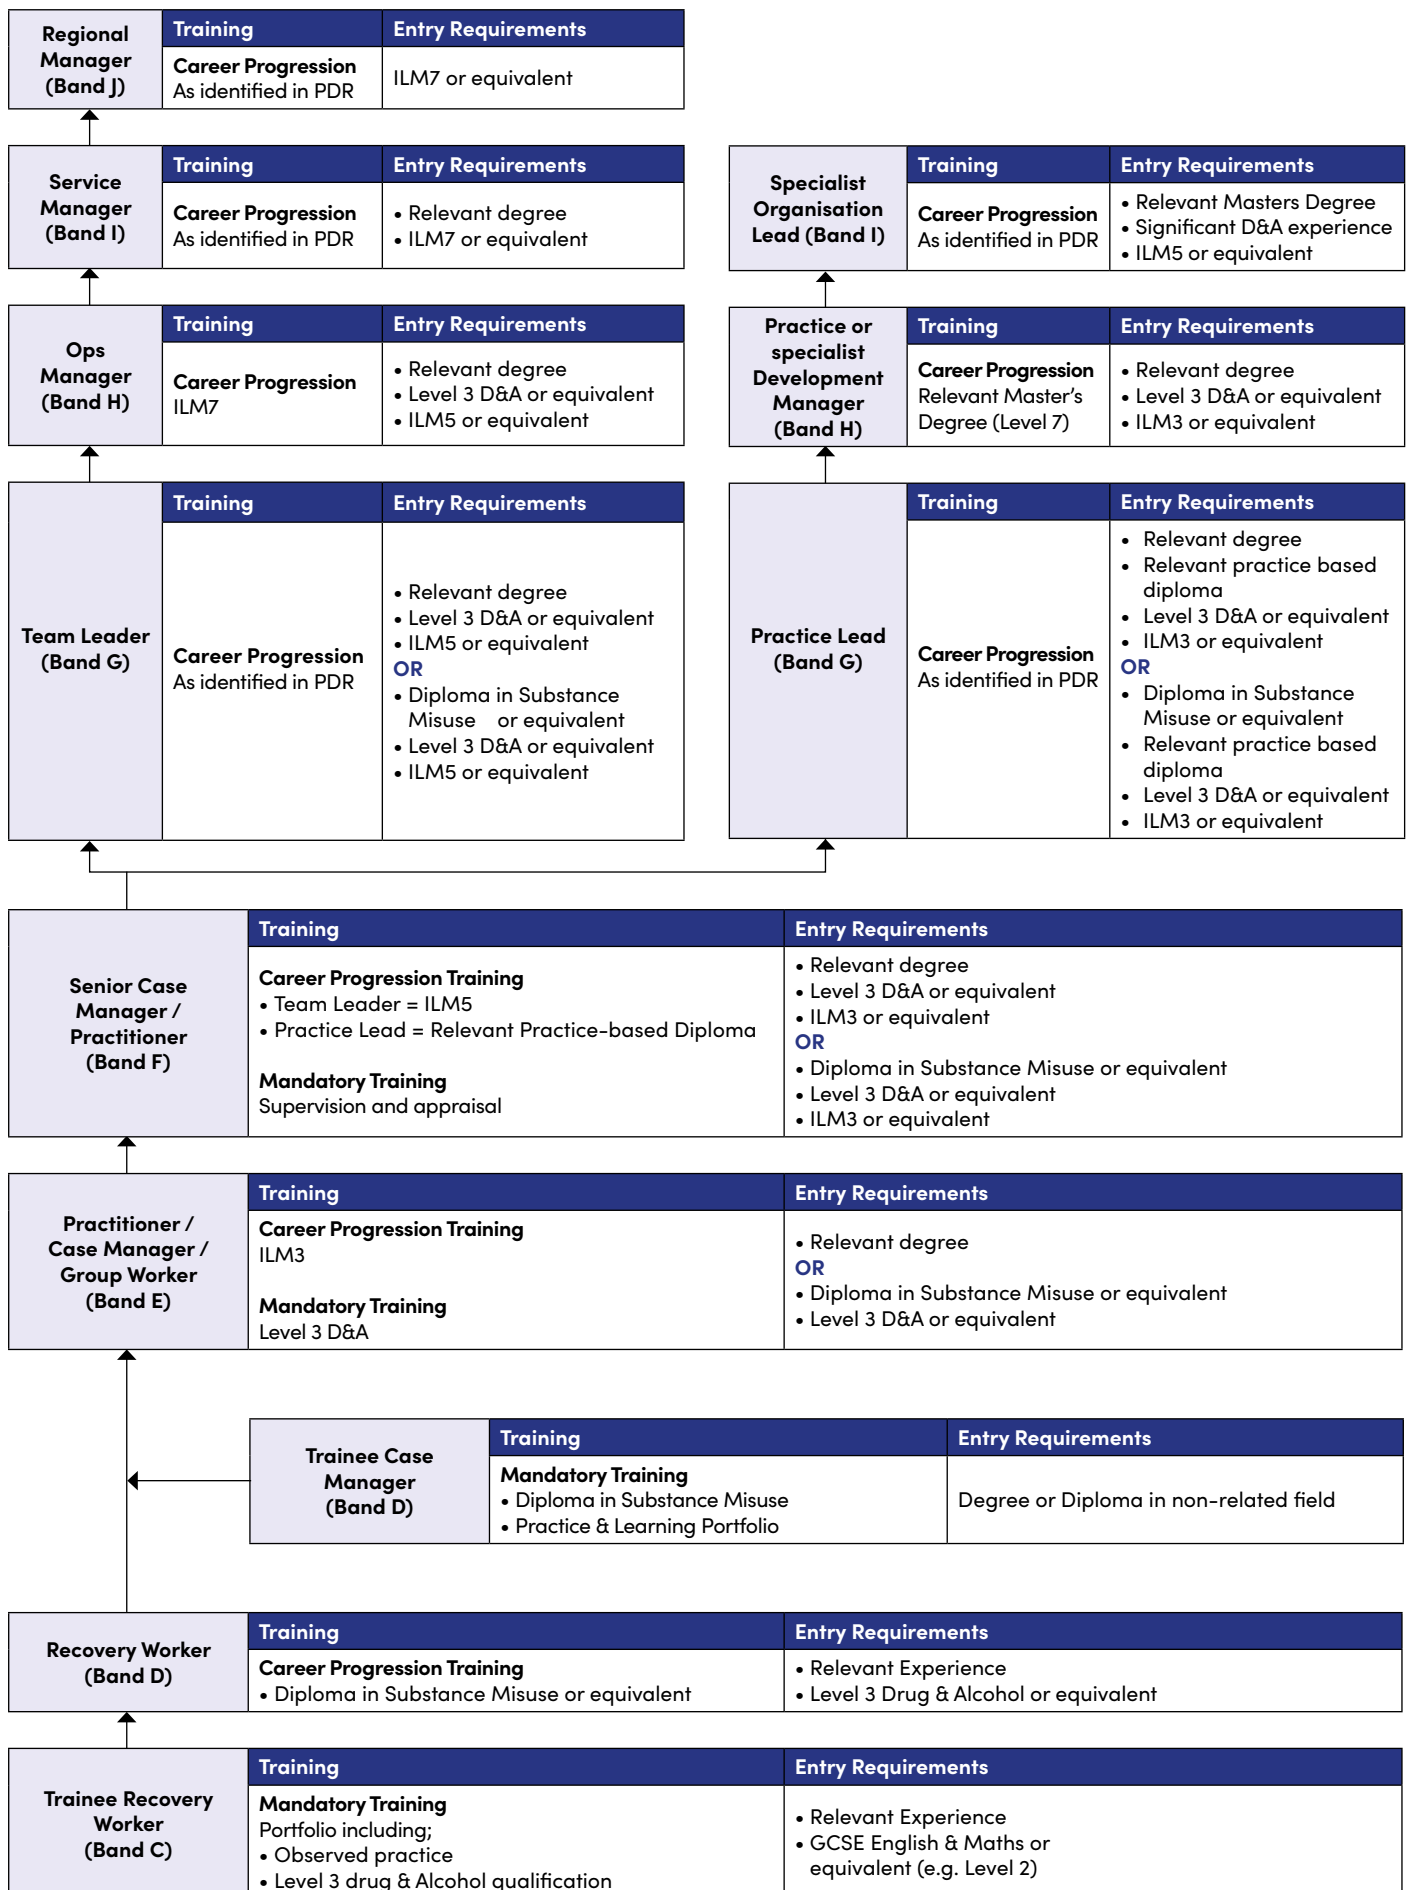 Regional
Manager
(Band J)
Training
Entry Requirements
Career Progression
As identified in PDR
ILM7 or equivalent
Service
Manager
(Band I)
Training
Entry Requirements
Career Progression
As identified in PDR
• Relevant degree
• ILM7 or equivalent
Specialist
Organisation
Lead (Band I)
Training
Entry Requirements
Career Progression
As identified in PDR
• Relevant Masters Degree
• Significant D&A experience
• ILM5 or equivalent
Ops
Manager
(Band H)
Training
Entry Requirements
Career Progression
ILM7
• Relevant degree
• Level 3 D&A or equivalent
• ILM5 or equivalent
Practice or
specialist
Development
Manager
(Band H)
Training
Entry Requirements
Career Progression
Relevant Master's
Degree (Level 7)
• Relevant degree
• Level 3 D&A or equivalent
• ILM3 or equivalent
Team Leader
(Band G)
Training
Entry Requirements
Career Progression
As identified in PDR
• Relevant degree
• Level 3 D&A or equivalent
• ILM5 or equivalent
OR
• Diploma in Substance
Misuse or equivalent
• Level 3 D&A or equivalent
• ILM5 or equivalent
Practice Lead
(Band G)
Training
Entry Requirements
Career Progression
As identified in PDR
• Relevant degree
• Relevant practice based
diploma
• Level 3 D&A or equivalent
• ILM3 or equivalent
OR
• Diploma in Substance
Misuse or equivalent
• Relevant practice based
diploma
• Level 3 D&A or equivalent
• ILM3 or equivalent
Senior Case
Manager /
Practitioner
(Band F)
Training
Entry Requirements
Career Progression Training
• Team Leader = ILM5
• Practice Lead = Relevant Practice-based Diploma
Mandatory Training
Supervision and appraisal
• Relevant degree
• Level 3 D&A or equivalent
• ILM3 or equivalent
OR
• Diploma in Substance Misuse or equivalent
• Level 3 D&A or equivalent
• ILM3 or equivalent
Practitioner /
Case Manager /
Group Worker
(Band E)
Training
Entry Requirements
Career Progression Training
ILM3
Mandatory Training
Level 3 D&A
• Relevant degree
OR
• Diploma in Substance Misuse or equivalent
• Level 3 D&A or equivalent
Trainee Case
Manager
(Band D)
Training
Entry Requirements
Mandatory Training
• Diploma in Substance Misuse
• Practice & Learning Portfolio
Degree or Diploma in non-related field
Recovery Worker
(Band D)
Training
Entry Requirements
Career Progression Training
• Diploma in Substance Misuse or equivalent
• Relevant Experience
• Level 3 Drug & Alcohol or equivalent
Trainee Recovery
Worker
(Band C)
Training
Entry Requirements
Mandatory Training
Portfolio including;
• Observed practice
• Level 3 drug & Alcohol qualification
• Relevant Experience
• GCSE English & Maths or
equivalent (e.g. Level 2)